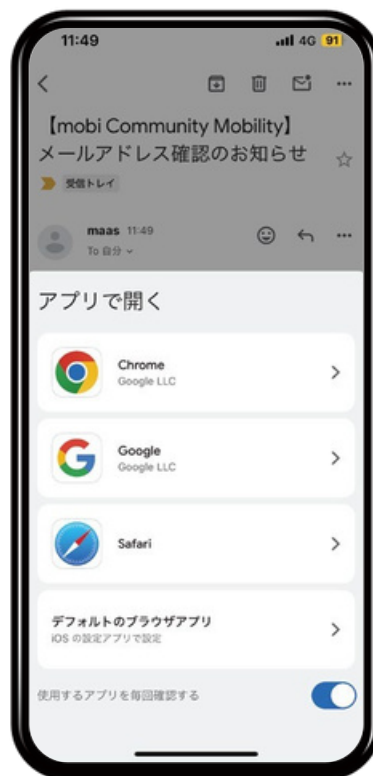 11:49 4G 91
【mobi Community Mobility】
メールアドレス確認のお知らせ
受信トレイ
maas 11:49
To 自分
アプリで開く
Chrome
Google LLC
Google
Google LLC
Safari
デフォルトのブラウザアプリ
iOS の設定アプリで設定
使用するアプリを毎回確認する